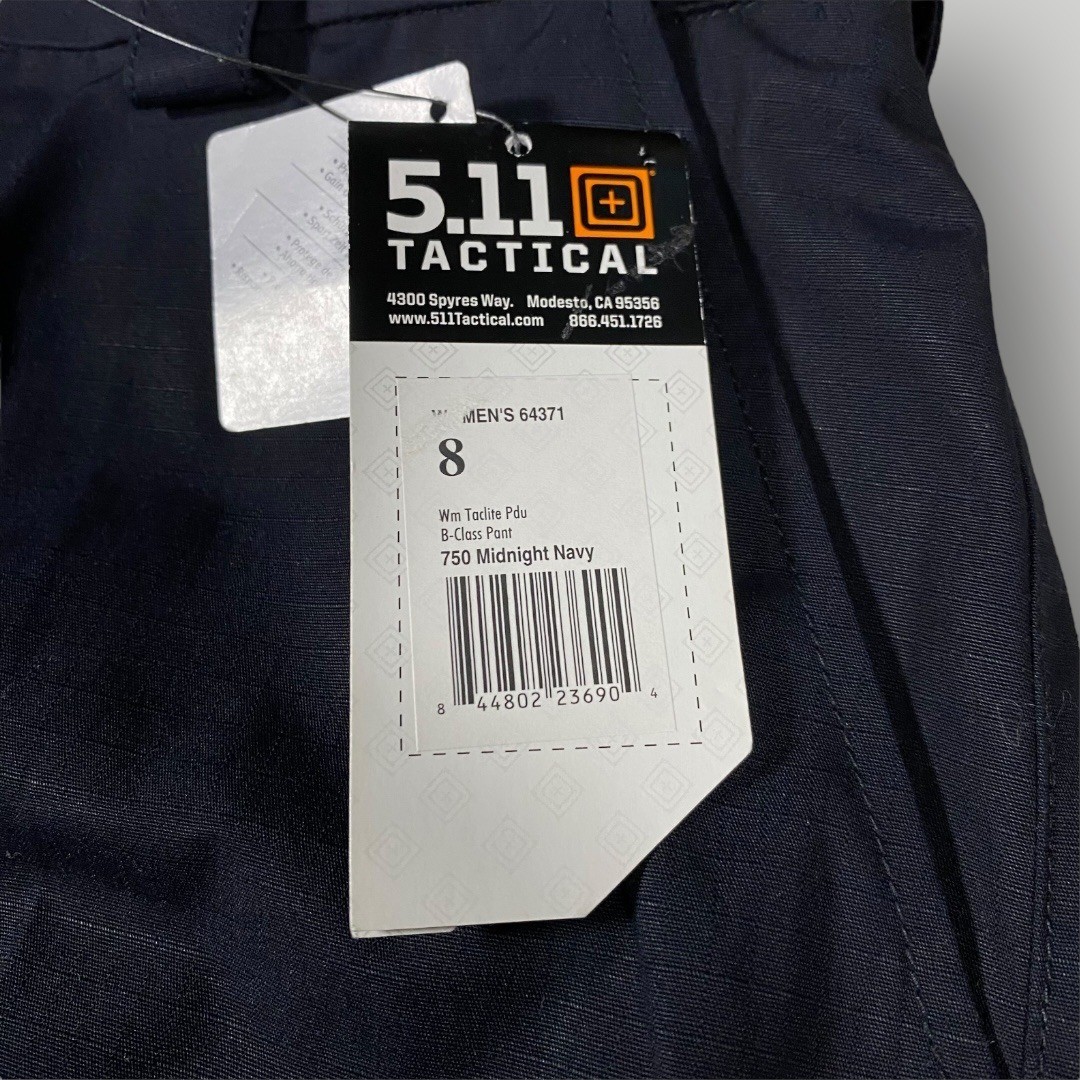 5.11
TACTICAL
4300 Spyres Way. Modesto, CA 95356
www.511Tactical.com 866.451.1726
64371
8
Wm Taclite Pdu
B-Class Pant
750 Midnight Navy
8 44802 23690 4
Gain